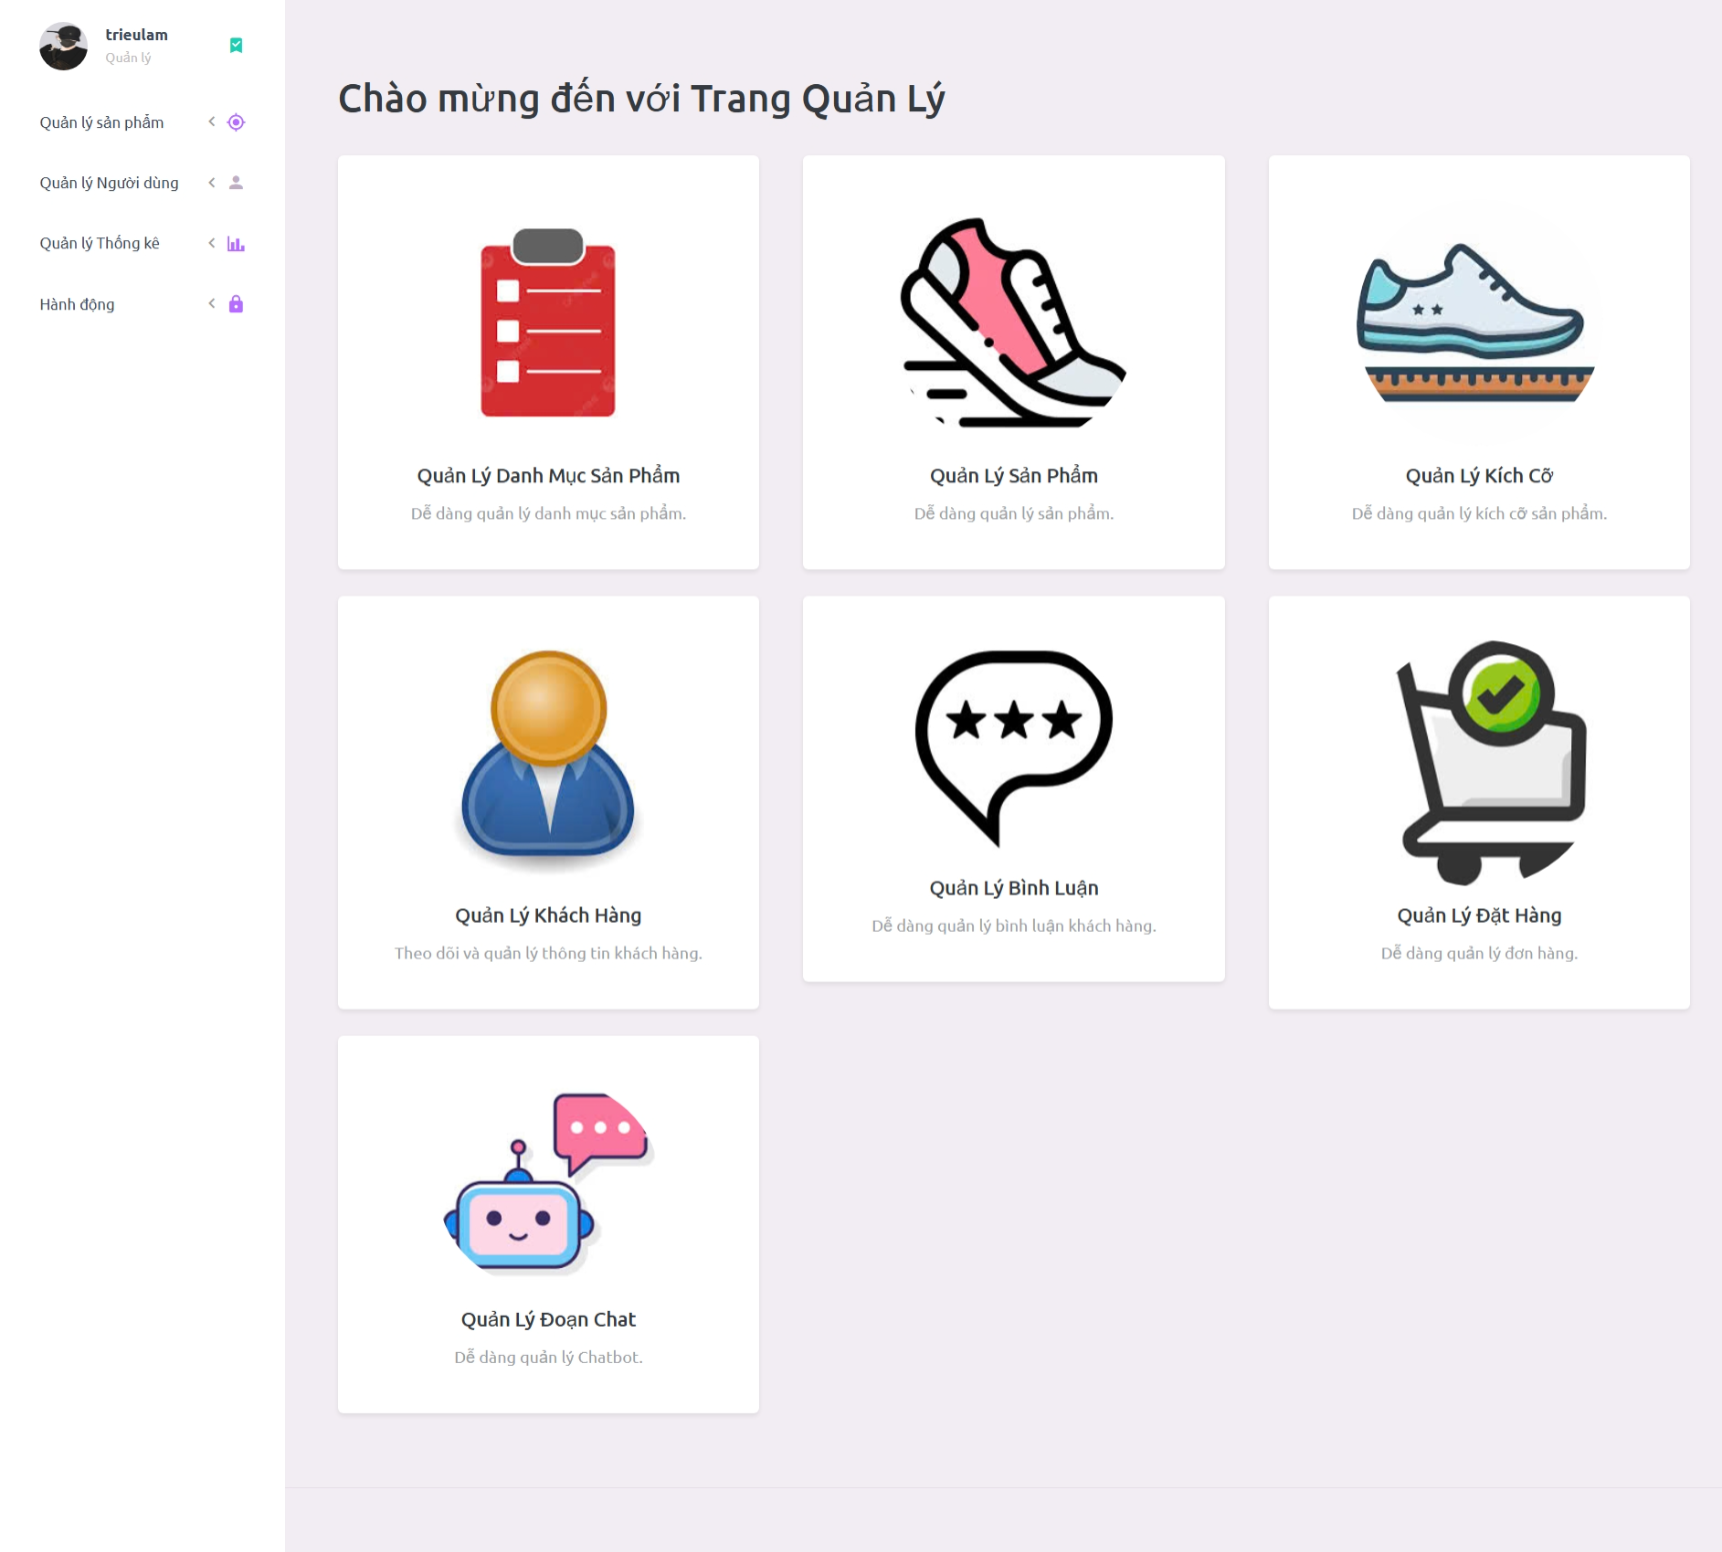 trieulam
Quản lý
Quản lý sản phẩm
Quản lý Người dùng
Quản lý Thống kê
Hành động
Chào mừng đến với Trang Quản Lý
Quản Lý Danh Mục Sản Phẩm
Dễ dàng quản lý danh mục sản phẩm.
Quản Lý Sản Phẩm
Dễ dàng quản lý sản phẩm.
Quản Lý Kích Cỡ
Dễ dàng quản lý kích cỡ sản phẩm.
Quản Lý Khách Hàng
Theo dõi và quản lý thông tin khách hàng.
Quản Lý Bình Luận
Dễ dàng quản lý bình luận khách hàng.
Quản Lý Đặt Hàng
Dễ dàng quản lý đơn hàng.
Quản Lý Đoạn Chat
Dễ dàng quản lý Chatbot.